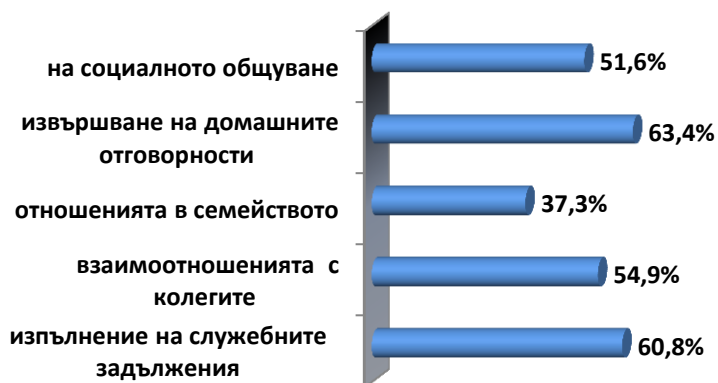 на социалното общуване
51,6%
извършване на домашните
отговорности
63,4%
отношенията в семейството
37,3%
взаимоотношенията с
колегите
54,9%
изпълнение на служебните
задължения
60,8%